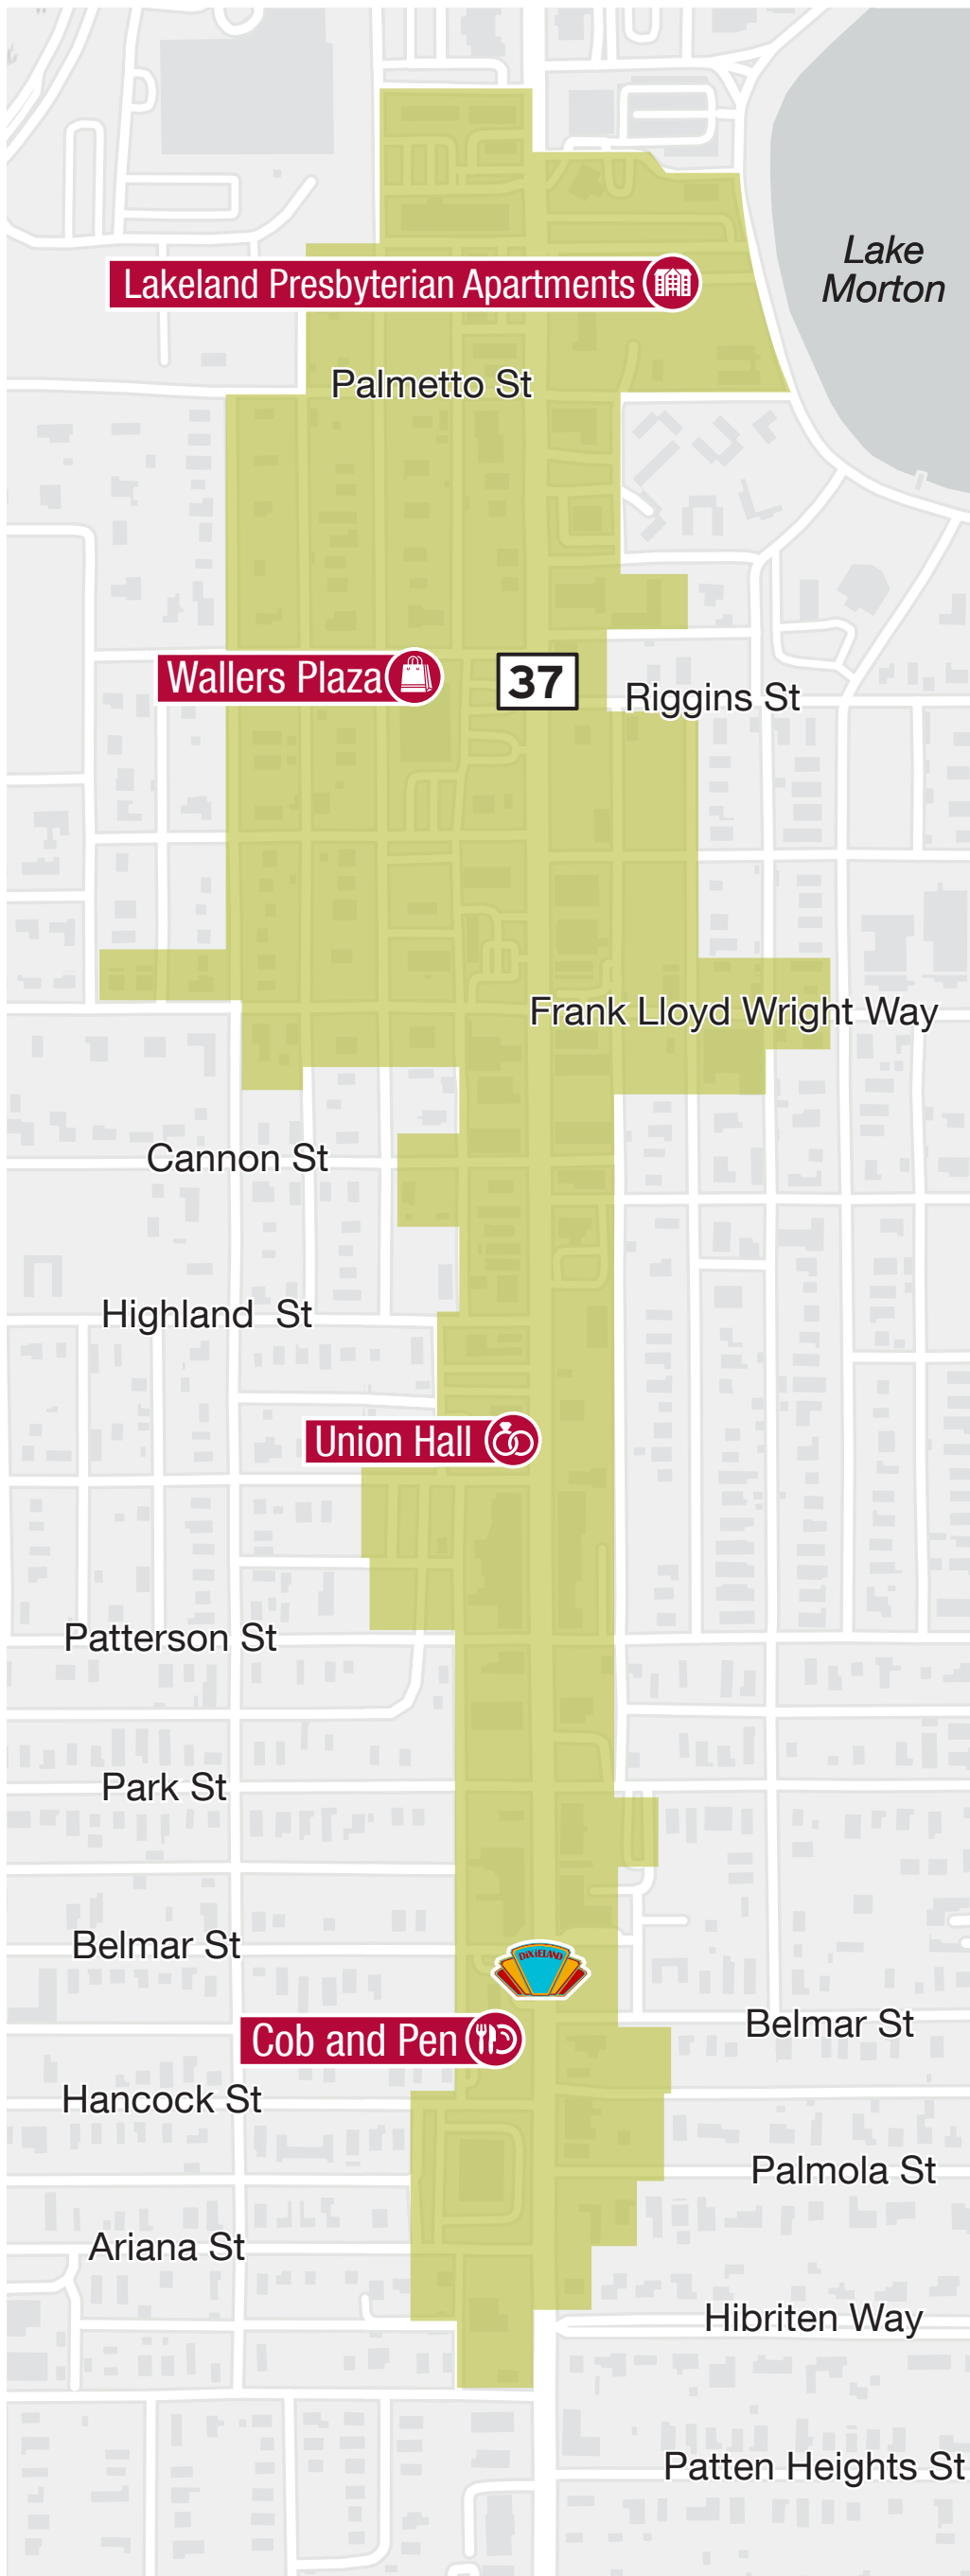 Lake
Morton
Lakeland Presbyterian Apartments
Palmetto St
Wallers Plaza
37
Riggins St
Frank Lloyd Wright Way
Cannon St
Highland St
Union Hall
Patterson St
Park St
Belmar St
DIXIELAND
Belmar St
Cob and Pen
Hancock St
Palmola St
Ariana St
Hibriten Way
Patten Heights St